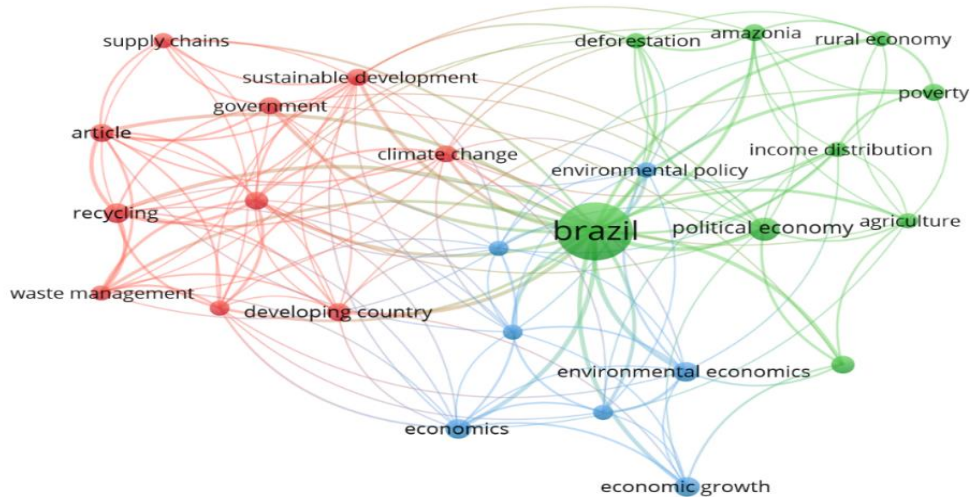 supply chains
deforestation
amazonia
rural economy
sustainable development
government
poverty
article
climate change
income distribution
environmental policy
recycling
brazil
political economy
agriculture
waste management
developing country
environmental economics
economics
economic growth